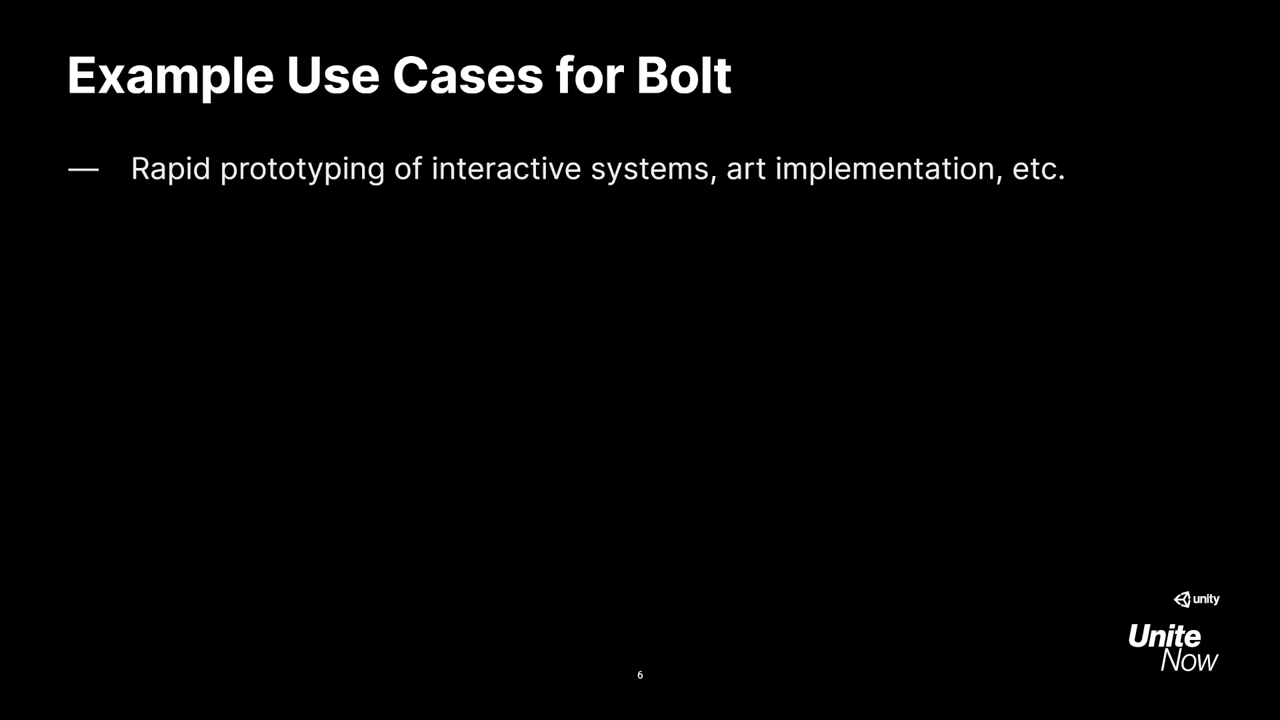 Example Use Cases for Bolt
— Rapid prototyping of interactive systems, art implementation, etc.
unity
Unite
Now
6